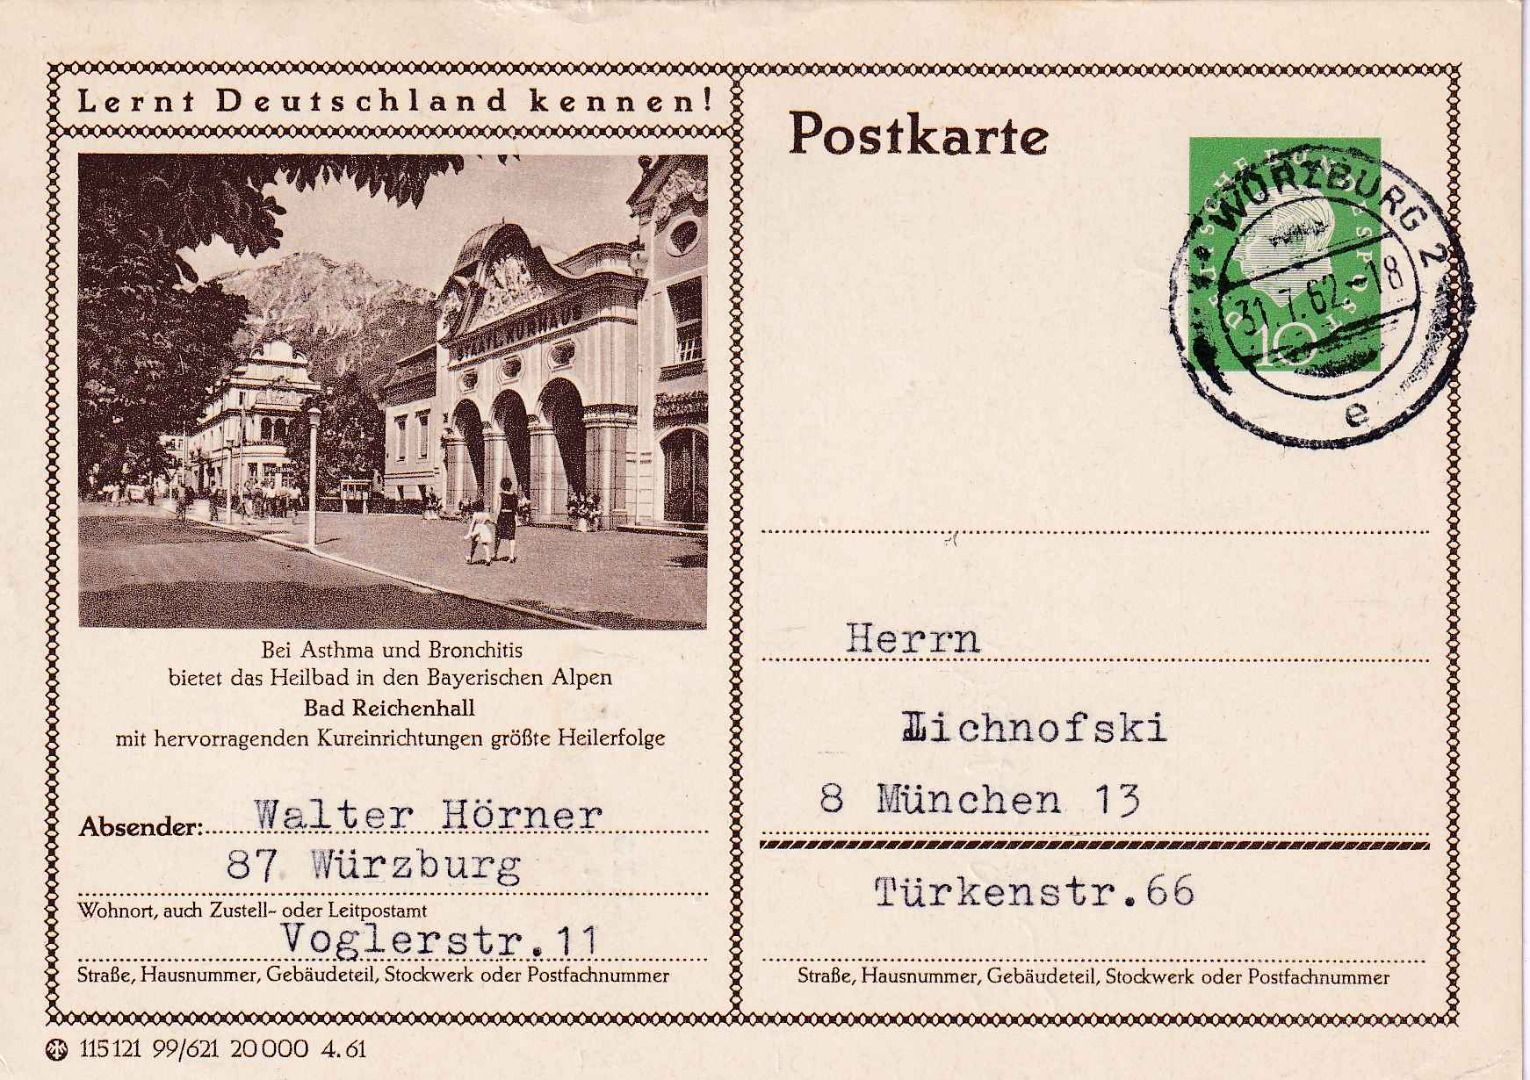 Lernt Deutschland kennen!
STAATL. KURHAUS
Bei Asthma und Bronchitis
bietet das Heilbad in den Bayerischen Alpen
Bad Reichenhall
mit hervorragenden Kureinrichtungen größte Heilerfolge
Absender: Walter Hörner
87 Würzburg
Wohnort, auch Zustell- oder Leitpostamt
Voglerstr. 11
Straße, Hausnummer, Gebäudeteil, Stockwerk oder Postfachnummer
115121 99/621 20000 4.61
Postkarte
DEUTSCHE BUNDESPOST
10
WÜRZBURG 2
31.7.62-18
e
Herrn
Lichnofski
8 München 13
Türkenstr.66
Straße, Hausnummer, Gebäudeteil, Stockwerk oder Postfachnummer